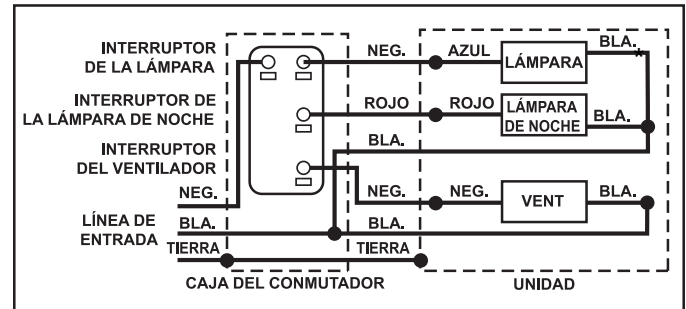 INTERRUPTOR
DE LA LÁMPARA
NEG.
AZUL
LÁMPARA
BLA.
*
INTERRUPTOR DE
LA LÁMPARA DE NOCHE
ROJO
ROJO
LÁMPARA
DE NOCHE
BLA.
BLA.
INTERRUPTOR
DEL VENTILADOR
NEG.
NEG.
NEG.
VENT
BLA.
LÍNEA DE
ENTRADA
BLA.
BLA.
TIERRA
TIERRA
CAJA DEL CONMUTADOR
UNIDAD